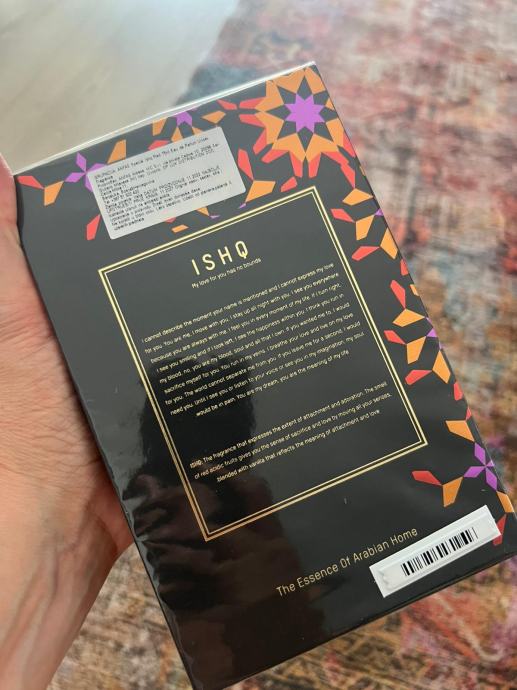 ISHQ
My love for you has no bounds
I cannot describe the moment your name is mentioned and I cannot express my love
for you. You are me, I move with you, I stay up all night with you. I see you everywhere
because you are always with me, I feel you in every moment of my life. If I turn right,
I see you smiling and if I look left, I see the happiness within you I think you run in
my blood, no, you are my blood, soul and all that I own. If you wanted me to, I would
sacrifice myself for you. You run in my veins. I breathe your love and live on my love
for you. The world cannot separate me from you. If you leave me for a second, I would
need you. Until I see you or listen to your voice or see you in my imagination, my soul
would be in pain. You are my dream, you are the meaning of my life
ISHQ. The fragrance that expresses the extent of attachment and adoration. The smell
of red acidic fruits gives you the sense of sacrifice and love by moving all your senses,
blended with vanilla that reflects the meaning of attachment and love
The Essence Of Arabian Home